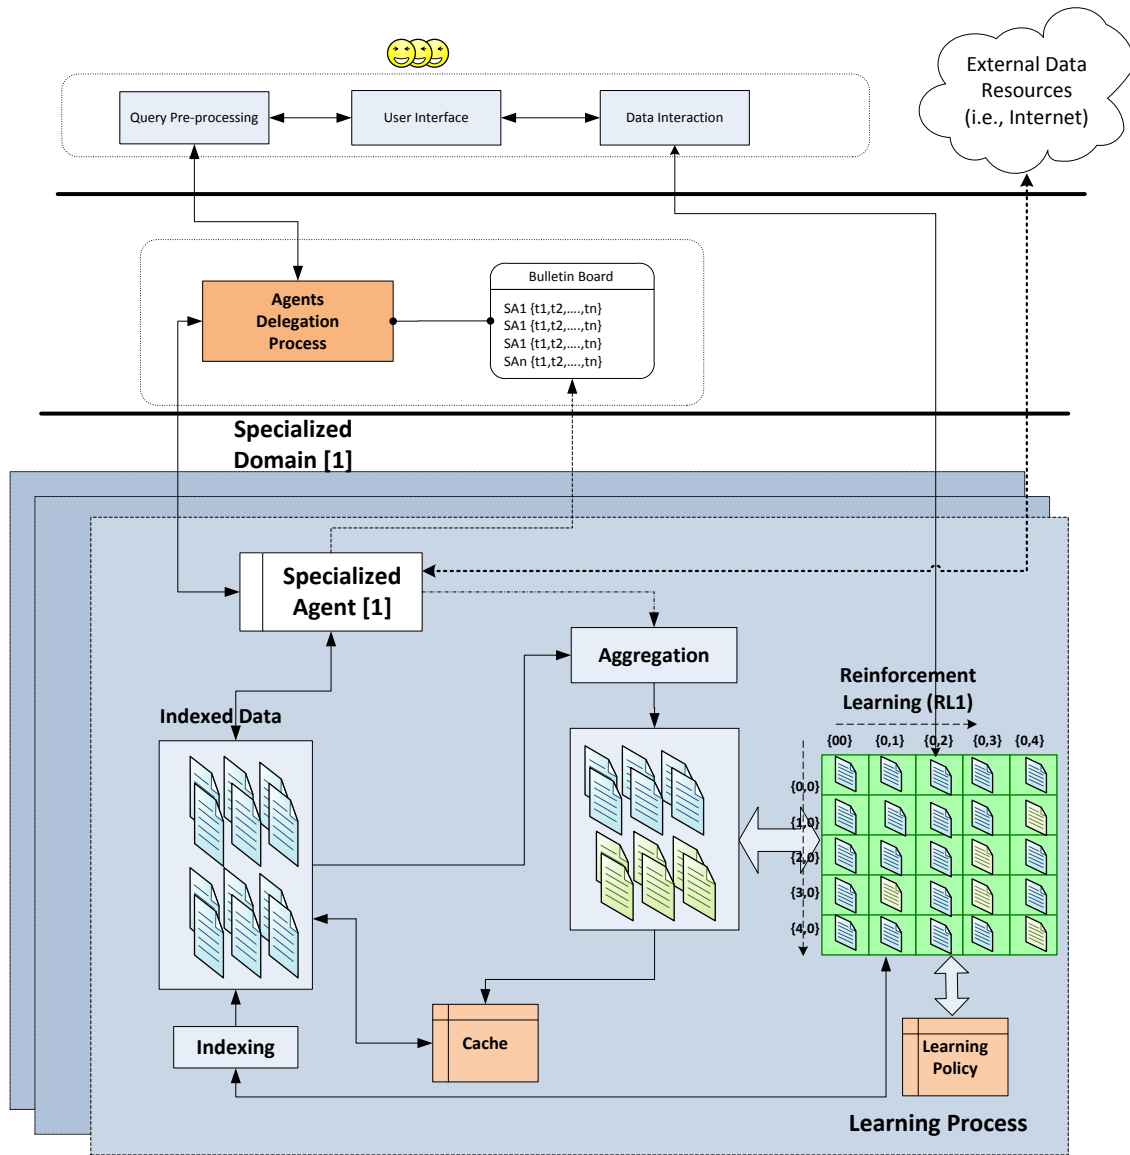 External Data
Resources
(i.e., Internet)
Query Pre-processing
User Interface
Data Interaction
Agents
Delegation
Process
Bulletin Board
SA1 {t1,t2,....,tn}
SA1 {t1,t2,....,tn}
SA1 {t1,t2,....,tn}
SAn {t1,t2,....,tn}
Specialized
Domain [1]
Specialized
Agent [1]
Aggregation
Indexed Data
Reinforcement
Learning (RL1)
{00} {0,1} {0,2} {0,3} {0,4}
{0,0}
{1,0}
{2,0}
{3,0}
{4,0}
Indexing
Cache
Learning
Policy
Learning Process